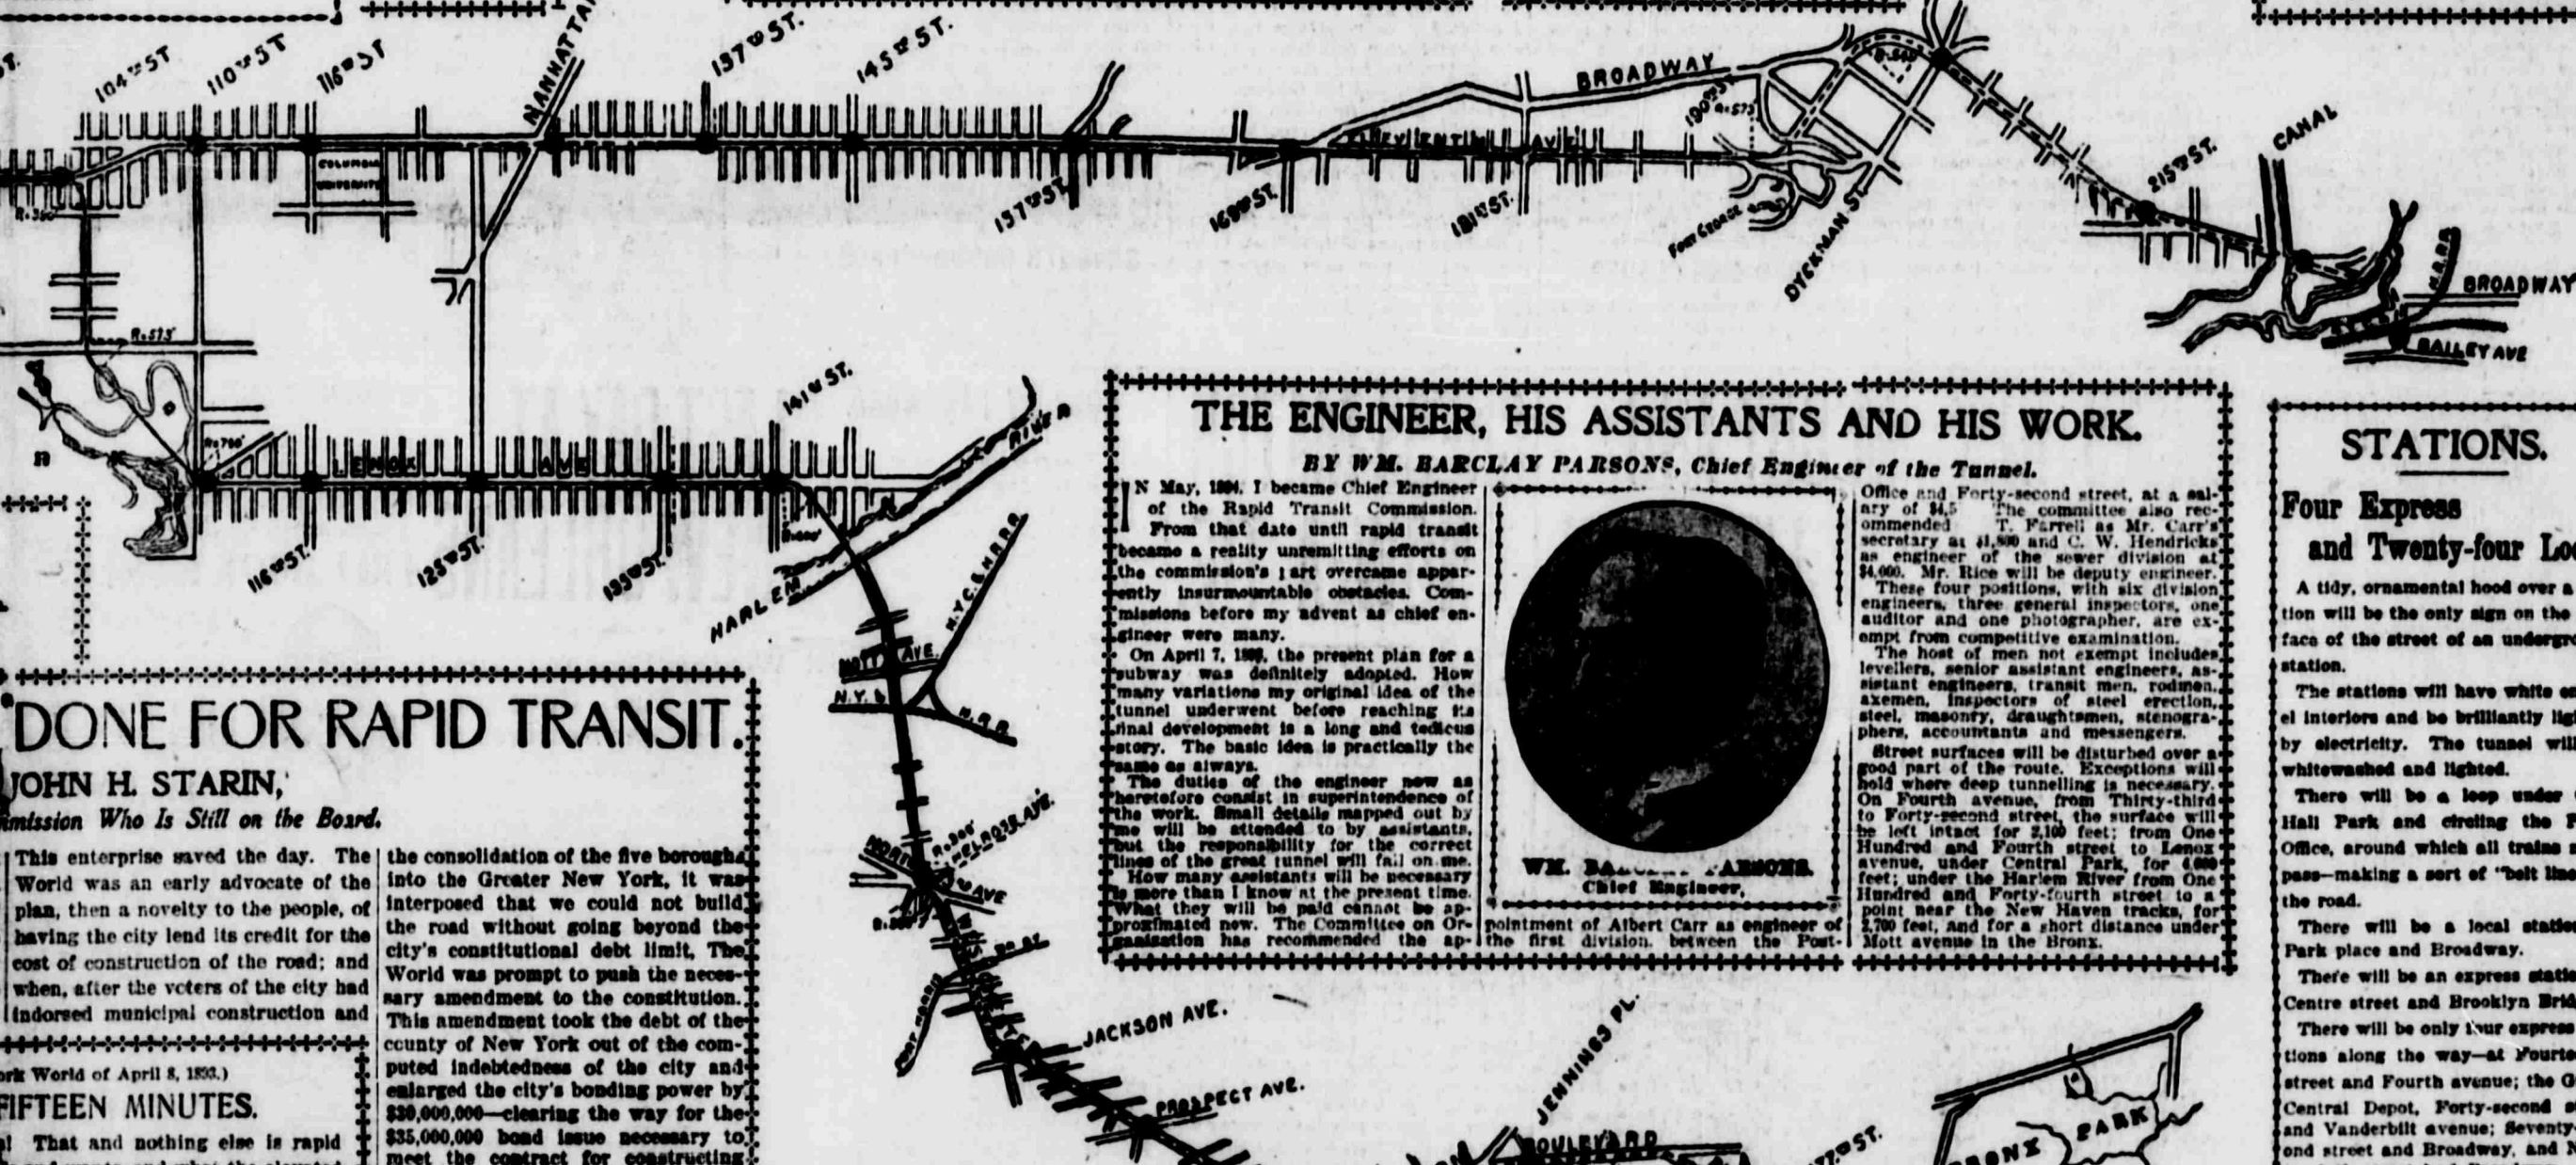 104TH ST
110TH ST
116TH ST
MANHATTAN
137TH ST.
145TH ST.
BROADWAY
190TH ST.
R.573
CANAL
215TH ST.
COLUMBIA
UNIVERSITY
ELEVENTH AVE
157TH ST.
168TH ST.
181ST ST.
FORT GEORGE
DYCKMAN ST.
N.R.R.
BROADWAY
BAILEY AVE
R.573'
R.700'
141ST ST.
LENOX AVE
116TH ST.
125TH ST.
135TH ST.
HARLEM RIVER
N.Y.C.& H.R.R.R.
MOTT AVE.
N.Y. &
H.R.R.
MELROSE AVE.
AVE
JACKSON AVE.
PROSPECT AVE.
JENNINGS PL.
BOULEVARD
BRONX PARK
DONE FOR RAPID TRANSIT.
JOHN H. STARIN,
mission Who Is Still on the Board.
This enterprise saved the day. The
World was an early advocate of the
plan, then a novelty to the people, of
having the city lend its credit for the
cost of construction of the road; and
when, after the voters of the city had
indorsed municipal construction and
ork World of April 8, 1893.)
FIFTEEN MINUTES.
That and nothing else is rapid
the consolidation of the five boroughs
into the Greater New York, it was
interposed that we could not build
the road without going beyond the
city's constitutional debt limit, The
World was prompt to push the neces-
sary amendment to the constitution.
This amendment took the debt of the
county of New York out of the com-
puted indebtedness of the city and
enlarged the city's bonding power by
$30,000,000—clearing the way for the
$35,000,000 bond issue necessary to
meet the contract for constructing
THE ENGINEER, HIS ASSISTANTS AND HIS WORK.
BY WM. BARCLAY PARSONS, Chief Engineer of the Tunnel.
IN May, 1894, I became Chief Engineer
of the Rapid Transit Commission.
From that date until rapid transit
became a reality unremitting efforts on
the commission's part overcame appar-
ently insurmountable obstacles. Com-
missions before my advent as chief en-
gineer were many.
On April 7, the present plan for a
subway was definitely adopted. How
many variations my original idea of the
tunnel underwent before reaching its
final development is a long and tedious
story. The basic idea is practically the
same as always.
The duties of the engineer now as
heretofore consist in superintendence of
the work. Small details mapped out by
me will be attended to by assistants,
but the responsibility for the correct
lines of the great tunnel will fall on me.
How many assistants will be necessary
is more than I know at the present time.
What they will be paid cannot be ap-
proximated now. The Committee on Or-
ganisation has recommended the ap-
WM. BA ARSONS.
Chief Engineer,
pointment of Albert Carr as engineer of
the first division, between the Post-
Office and Forty-second street, at a sal-
ary of $4,5 The committee also rec-
ommended T. Farrell as Mr. Carr's
secretary at $1,800 and C. W. Hendricks
as engineer of the sewer division at
$4,000. Mr. Rice will be deputy engineer.
These four positions, with six division
engineers, three general inspectors, one
auditor and one photographer, are ex-
empt from competitive examination.
The host of men not exempt includes
levellers, senior assistant engineers, as-
sistant engineers, transit men, rodmen,
axemen, inspectors of steel erection,
steel, masonry, draughtsmen, stenogra-
phers, accountants and messengers.
Street surfaces will be disturbed over a
good part of the route. Exceptions will
hold where deep tunnelling is necessary.
On Fourth avenue, from Thirty-third
to Forty-second street, the surface will
be left intact for 2,100 feet; from One
Hundred and Fourth street to Lenox
avenue, under Central Park, for 4,000
feet; under the Harlem River from One
Hundred and Forty-fourth street to a
point near the New Haven tracks, for
2,700 feet, and for a short distance under
Mott avenue in the Bronx.
STATIONS.
Four Express
and Twenty-four Loc
A tidy, ornamental hood over a
tion will be the only sign on the
face of the street of an undergro
station.
The stations will have white en
el interiors and be brilliantly lig
by electricity. The tunnel will
whitewashed and lighted.
There will be a loop under
Hall Park and circling the P
Office, around which all trains
pass—making a sort of "belt line
the road.
There will be a local station
Park place and Broadway.
There will be an express statio
Centre street and Brooklyn Brid
There will be only four express
tions along the way—at Fourte
street and Fourth avenue; the G
Central Depot, Forty-second s
and Vanderbilt avenue; Seventy-
ond street and Broadway, and